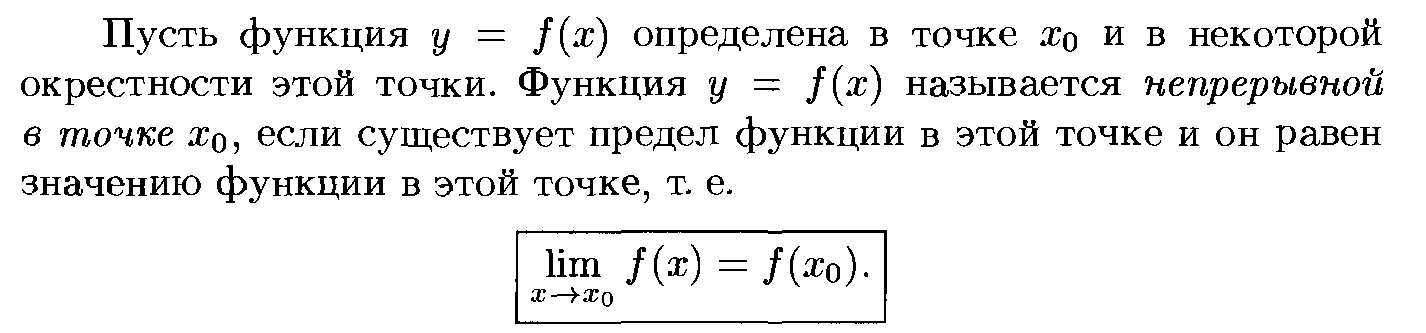 Пусть функция y = f(x) определена в точке x₀ и в некоторой
окрестности этой точки. Функция y = f(x) называется непрерывной
в точке x₀, если существует предел функции в этой точке и он равен
значению функции в этой точке, т. е.
lim f(x) = f(x₀).
x→x₀